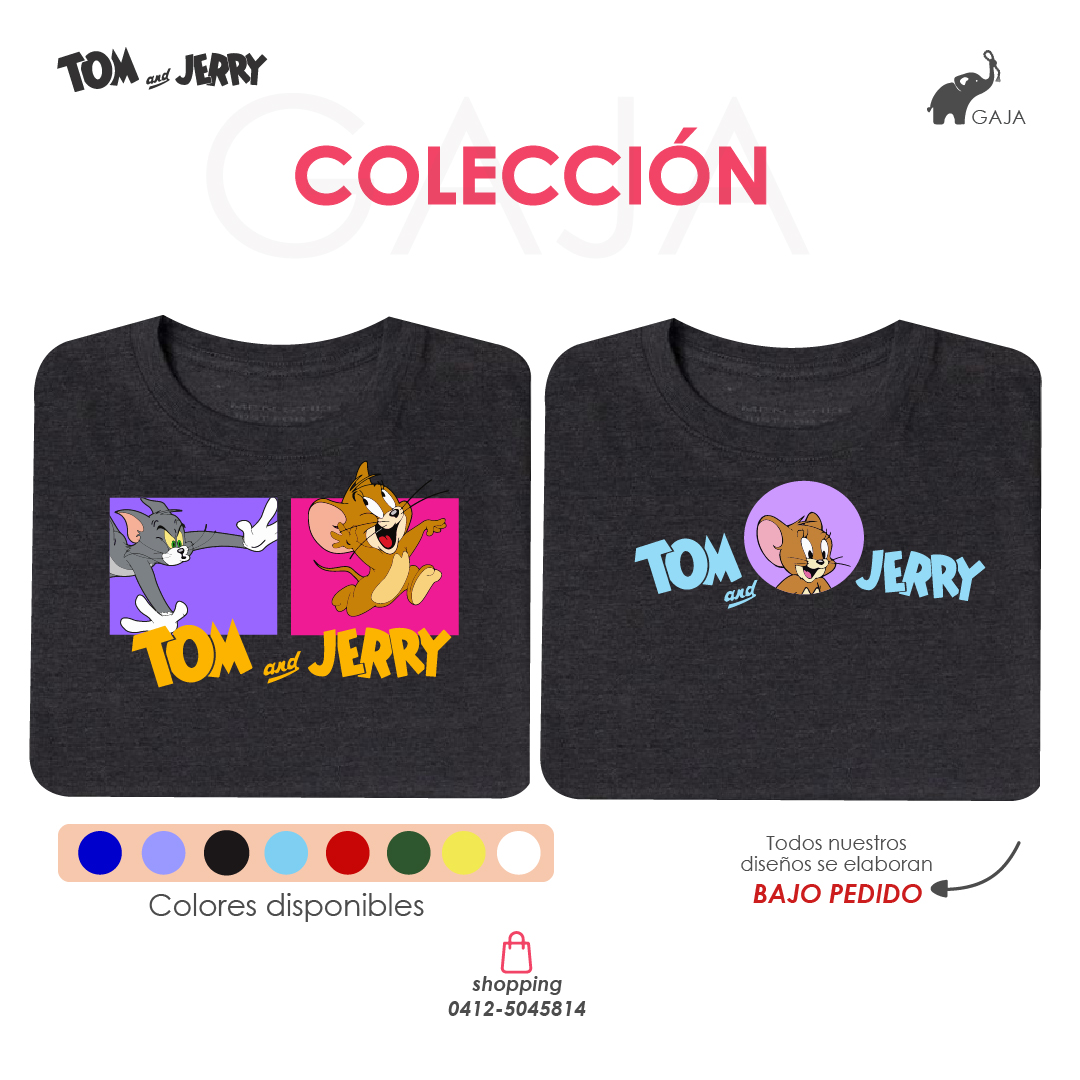 TOM and JERRY
GAJA
GAJA
COLECCIÓN
TOM and JERRY
TOM and JERRY
Colores disponibles
Todos nuestros
diseños se elaboran
BAJO PEDIDO
shopping
0412-5045814